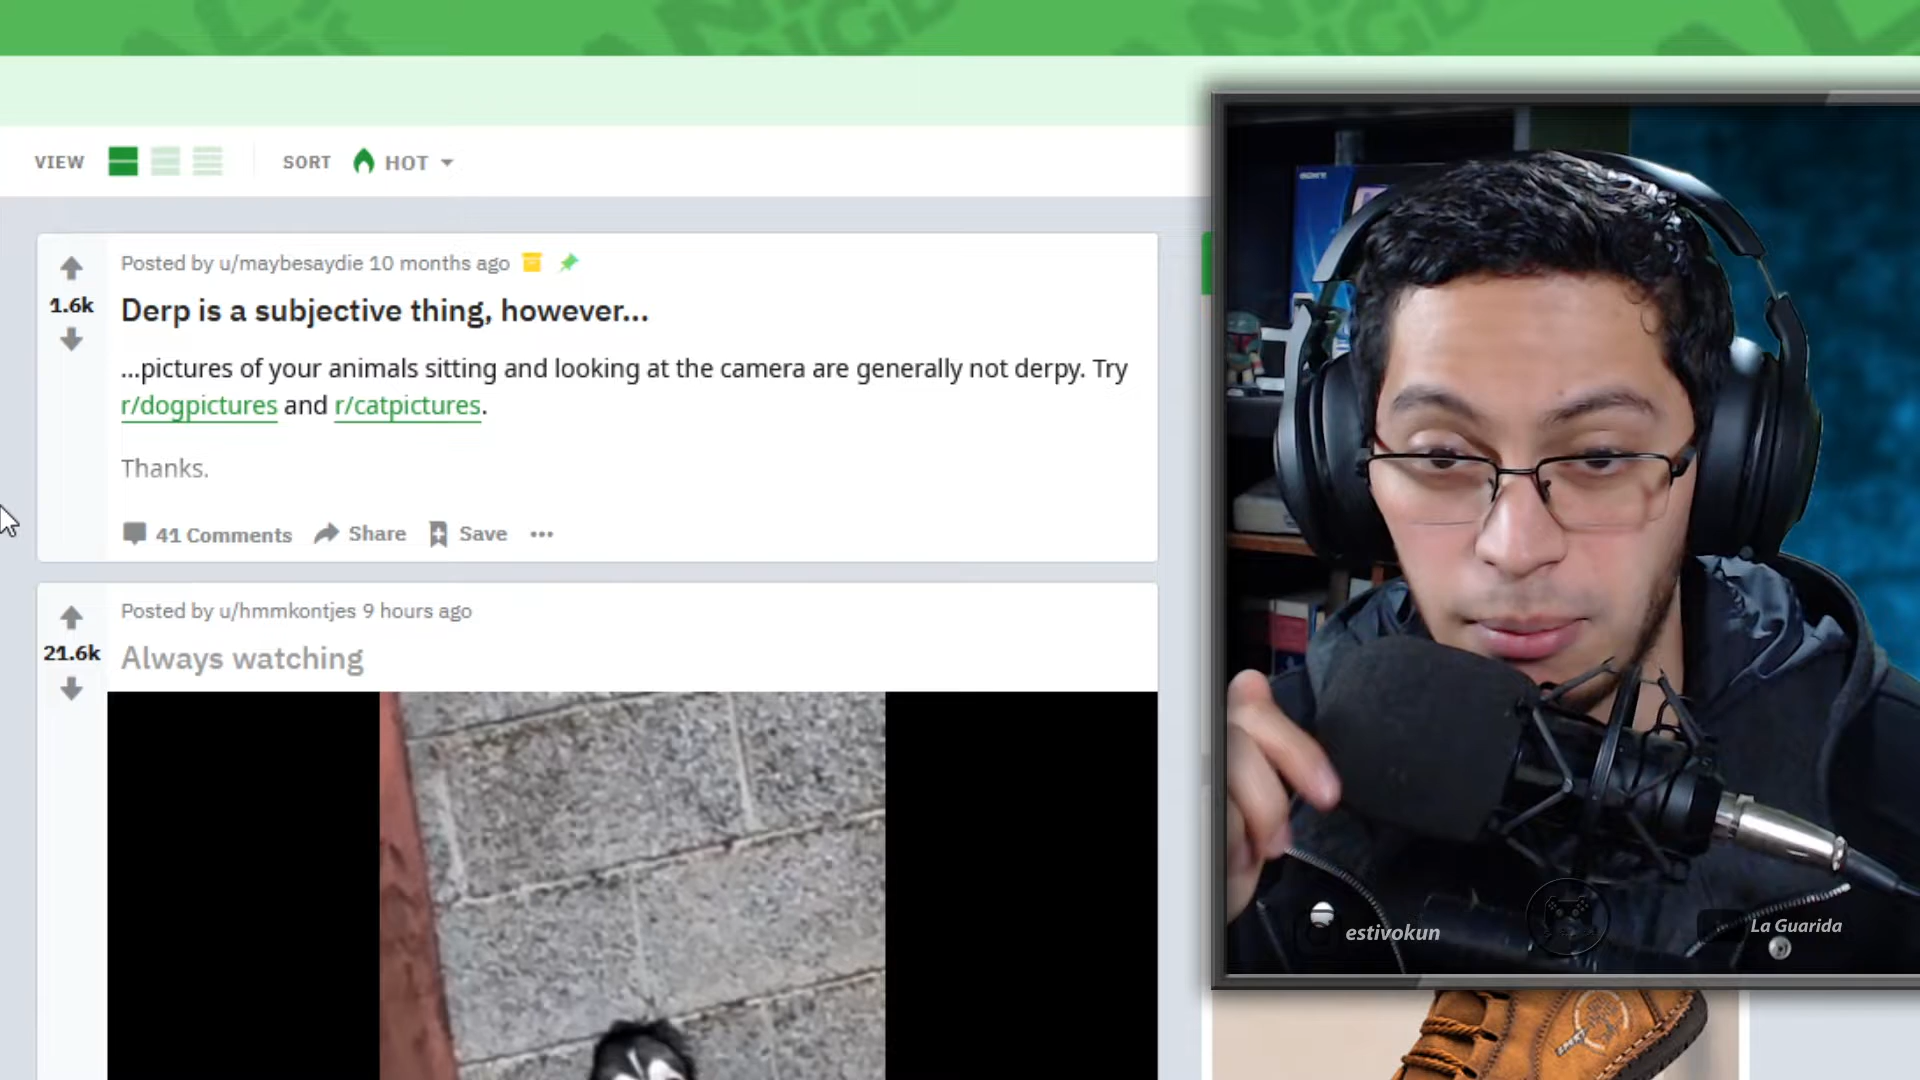 VIEW SORT HOT
Posted by u/maybesaydie 10 months ago
1.6k
Derp is a subjective thing, however...
...pictures of your animals sitting and looking at the camera are generally not derpy. Try
r/dogpictures and r/catpictures.
Thanks.
41 Comments Share Save
Posted by u/hmmkontjes 9 hours ago
21.6k
Always watching
SONY
estivokun
La Guarida